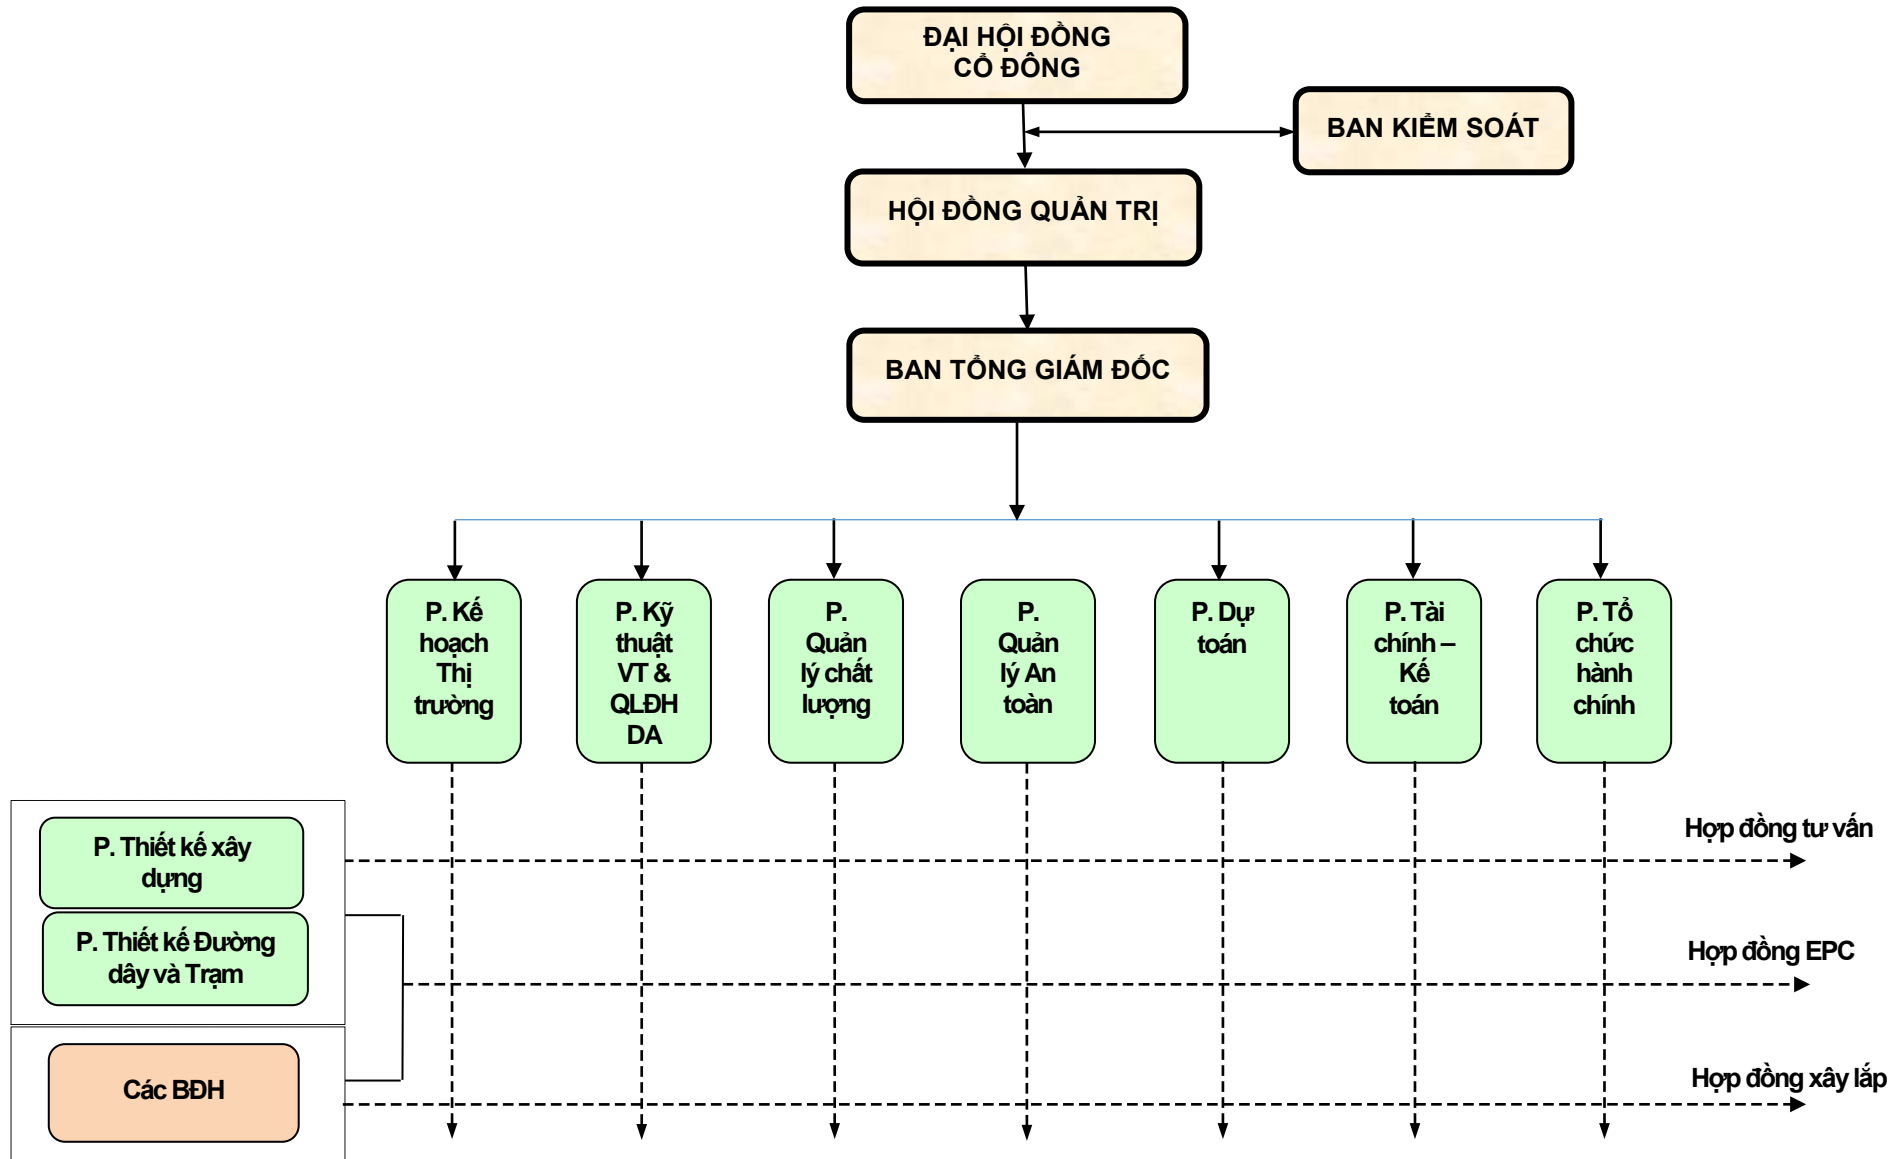 ĐẠI HỘI ĐỒNG
CỔ ĐÔNG
BAN KIỂM SOÁT
HỘI ĐỒNG QUẢN TRỊ
BAN TỔNG GIÁM ĐỐC
P. Kế
hoạch
Thị
trường
P. Kỹ
thuật
VT &
QLĐH
DA
P.
Quản
lý chất
lượng
P.
Quản
lý An
toàn
P. Dự
toán
P. Tài
chính –
Kế
toán
P. Tổ
chức
hành
chính
P. Thiết kế xây
dựng
Hợp đồng tư vấn
P. Thiết kế Đường
dây và Trạm
Hợp đồng EPC
Các BĐH
Hợp đồng xây lắp